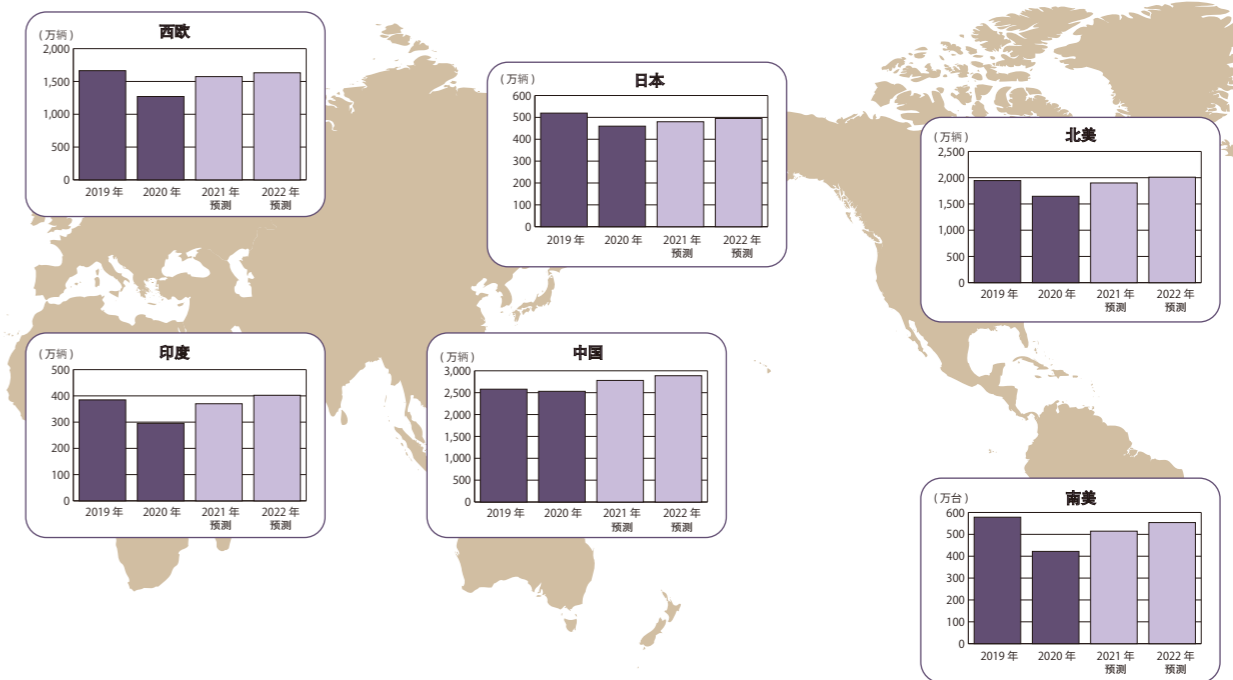 西欧
(万辆)
2,000
1,500
1,000
500
0
2019 年
2020 年
2021 年
预测
2022 年
预测
日本
(万辆)
600
500
400
300
200
100
0
2019 年
2020 年
2021 年
预测
2022 年
预测
北美
(万辆)
2,500
2,000
1,500
1,000
500
0
2019 年
2020 年
2021 年
预测
2022 年
预测
印度
(万辆)
500
400
300
200
100
0
2019 年
2020 年
2021 年
预测
2022 年
预测
中国
(万辆)
3,000
2,500
2,000
1,500
1,000
500
0
2019 年
2020 年
2021 年
预测
2022 年
预测
南美
(万台)
600
500
400
300
200
100
0
2019 年
2020 年
2021 年
预测
2022 年
预测